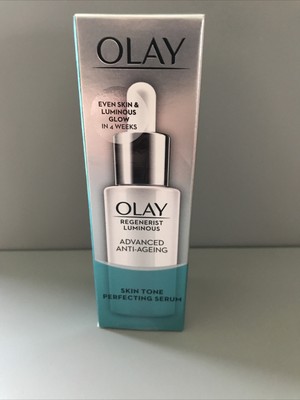 OLAY
EVEN SKIN &
LUMINOUS
GLOW
IN 4 WEEKS
OLAY
REGENERIST
LUMINOUS
ADVANCED
ANTI-AGEING
SKIN TONE
PERFECTING SERUM